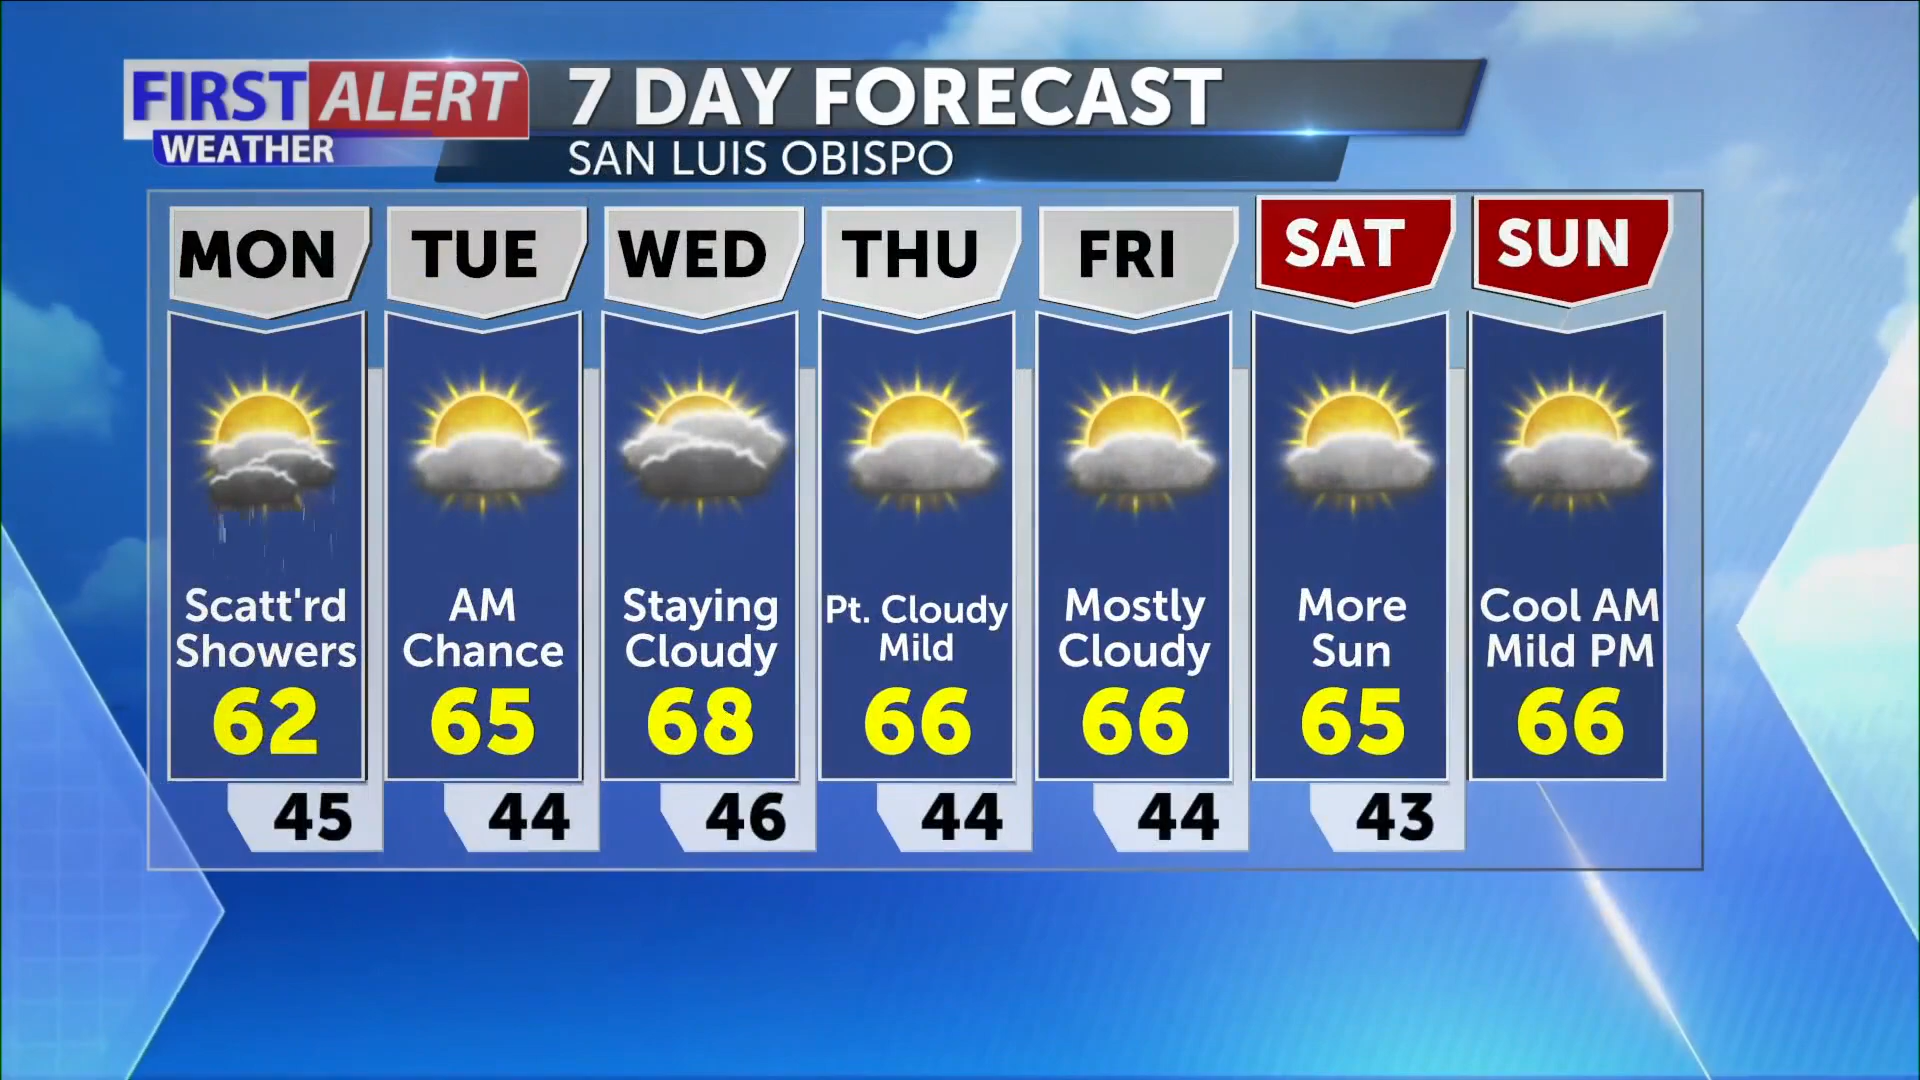 FIRST ALERT
WEATHER
7 DAY FORECAST
SAN LUIS OBISPO
MON TUE WED THU FRI SAT SUN
Scatt'rd
Showers
62
AM
Chance
65
Staying
Cloudy
68
Pt. Cloudy
Mild
66
Mostly
Cloudy
66
More
Sun
65
Cool AM
Mild PM
66
45 44 46 44 44 43